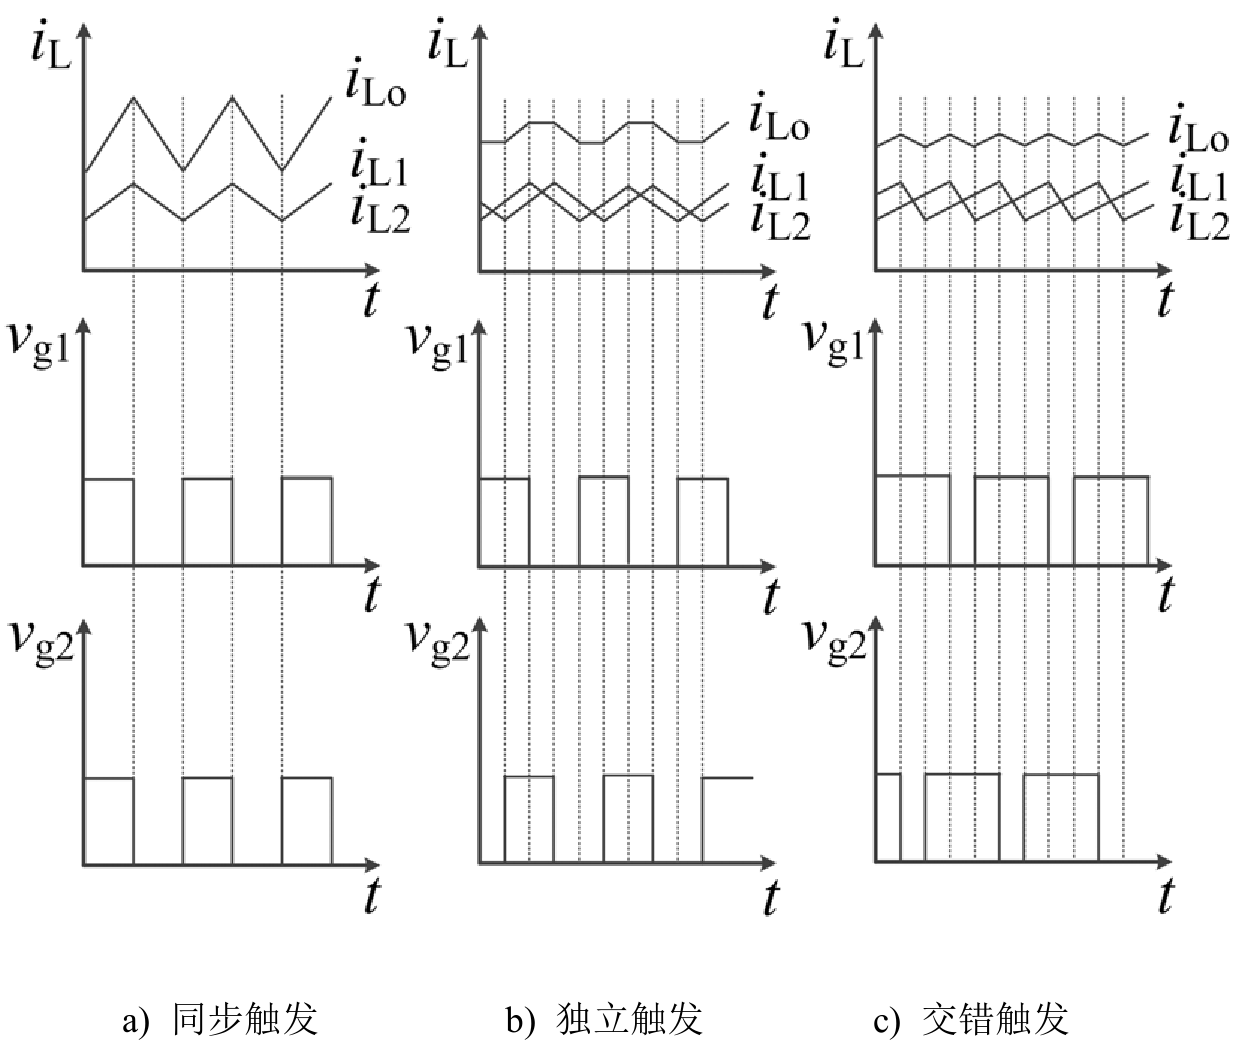 iL
iLo
iL1
iL2
t
vg1
t
vg2
t
a) 同步触发
iL
iLo
iL1
iL2
t
vg1
t
vg2
t
b) 独立触发
iL
iLo
iL1
iL2
t
vg1
t
vg2
t
c) 交错触发